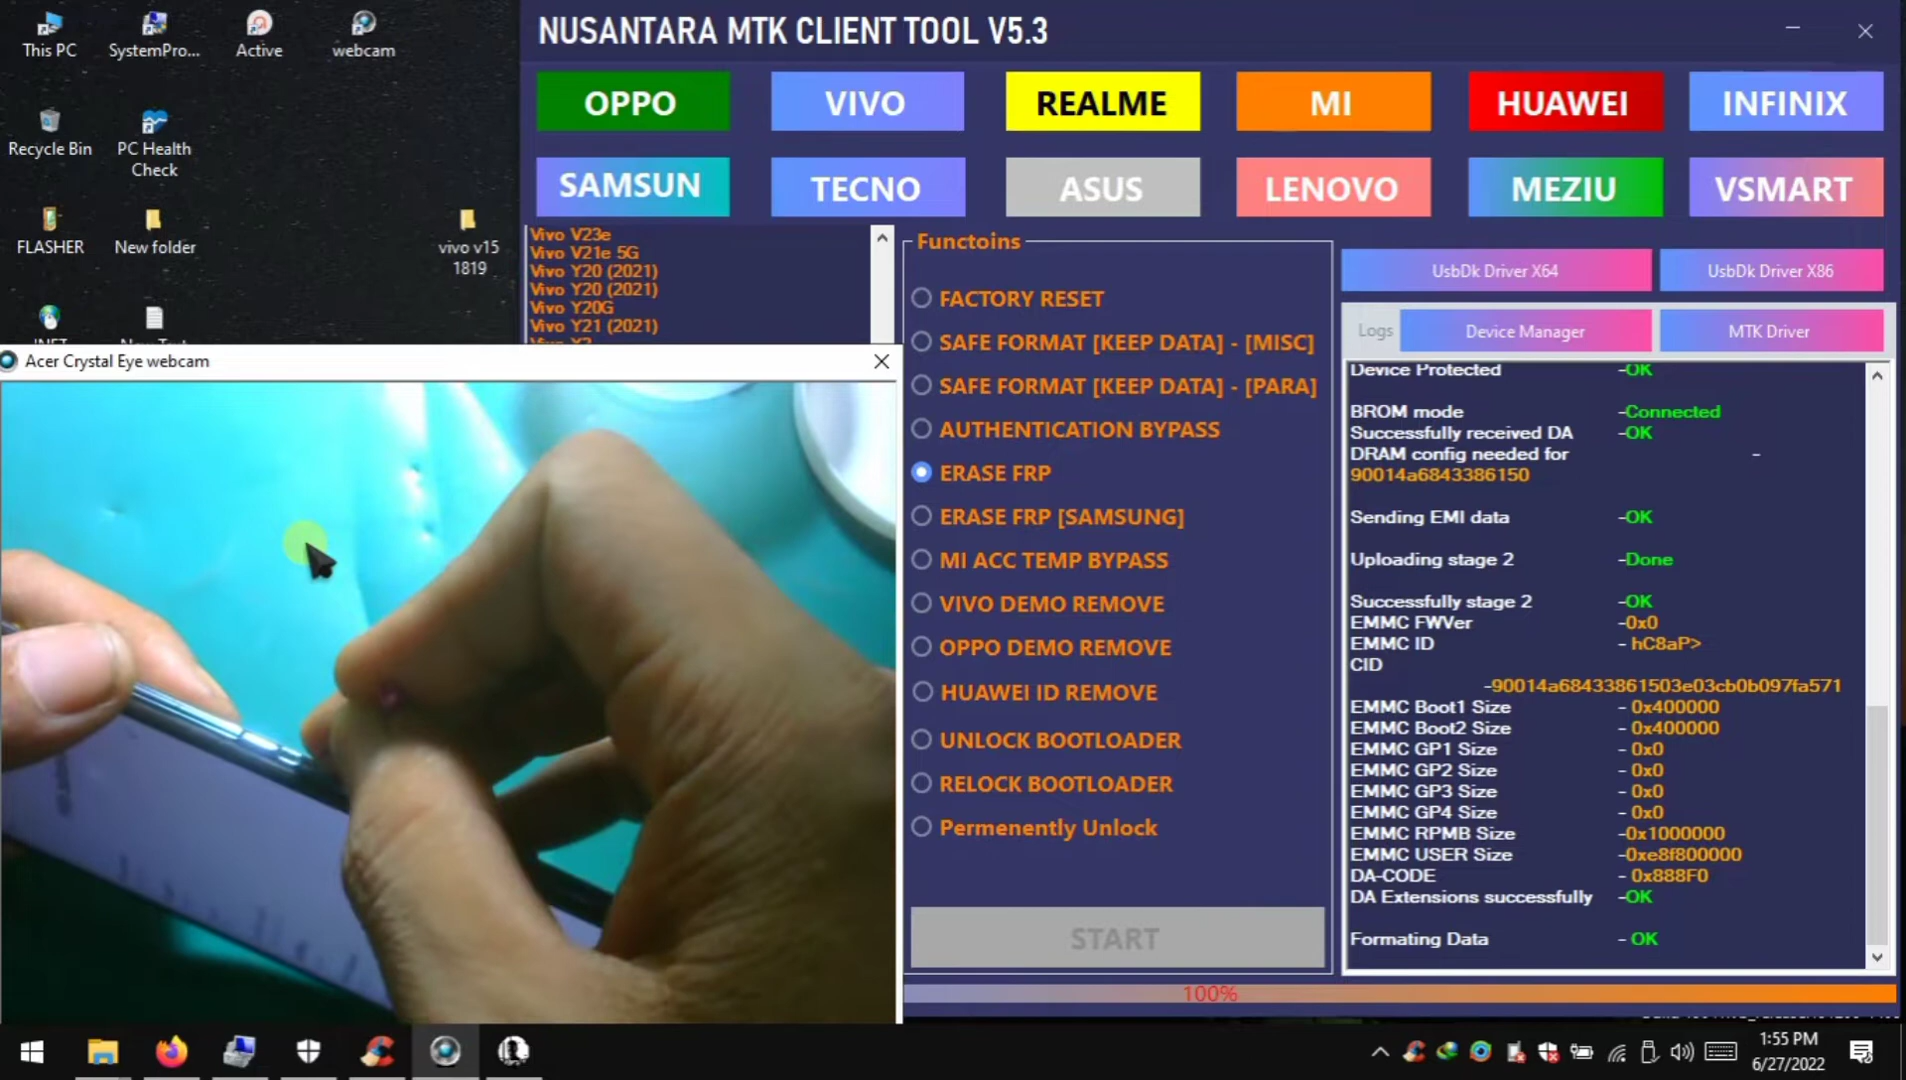 This PC
SystemPro...
Active
webcam
Recycle Bin
PC Health
Check
FLASHER
New folder
vivo v15
1819
NUSANTARA MTK CLIENT TOOL V5.3
OPPO
VIVO
REALME
MI
HUAWEI
INFINIX
SAMSUN
TECNO
ASUS
LENOVO
MEZIU
VSMART
Vivo V23e
Vivo V21e 5G
Vivo Y20 (2021)
Vivo Y20 (2021)
Vivo Y20G
Vivo Y21 (2021)
Functoins
FACTORY RESET
SAFE FORMAT [KEEP DATA] - [MISC]
SAFE FORMAT [KEEP DATA] - [PARA]
AUTHENTICATION BYPASS
ERASE FRP
ERASE FRP [SAMSUNG]
MI ACC TEMP BYPASS
VIVO DEMO REMOVE
OPPO DEMO REMOVE
HUAWEI ID REMOVE
UNLOCK BOOTLOADER
RELOCK BOOTLOADER
Permenently Unlock
START
100%
UsbDk Driver X64
UsbDk Driver X86
Logs
Device Manager
MTK Driver
Device Protected -OK
BROM mode -Connected
Successfully received DA -OK
DRAM config needed for -
90014a6843386150
Sending EMI data -OK
Uploading stage 2 -Done
Successfully stage 2 -OK
EMMC FWVer -0x0
EMMC ID - hC8aP>
CID
-90014a68433861503e03cb0b097fa571
EMMC Boot1 Size - 0x400000
EMMC Boot2 Size - 0x400000
EMMC GP1 Size - 0x0
EMMC GP2 Size - 0x0
EMMC GP3 Size - 0x0
EMMC GP4 Size - 0x0
EMMC RPMB Size -0x1000000
EMMC USER Size -0xe8f800000
DA-CODE - 0x888F0
DA Extensions successfully -OK
Formating Data - OK
Acer Crystal Eye webcam
1:55 PM
6/27/2022